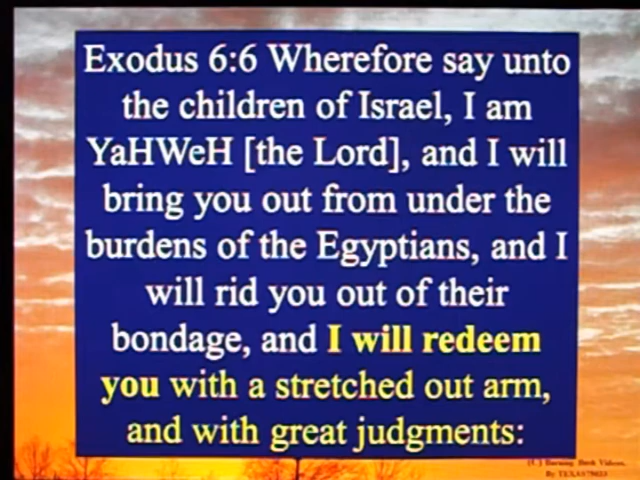 Exodus 6:6 Wherefore say unto
the children of Israel, I am
YaHWeH [the Lord], and I will
bring you out from under the
burdens of the Egyptians, and I
will rid you out of their
bondage, and I will redeem
you with a stretched out arm,
and with great judgments: